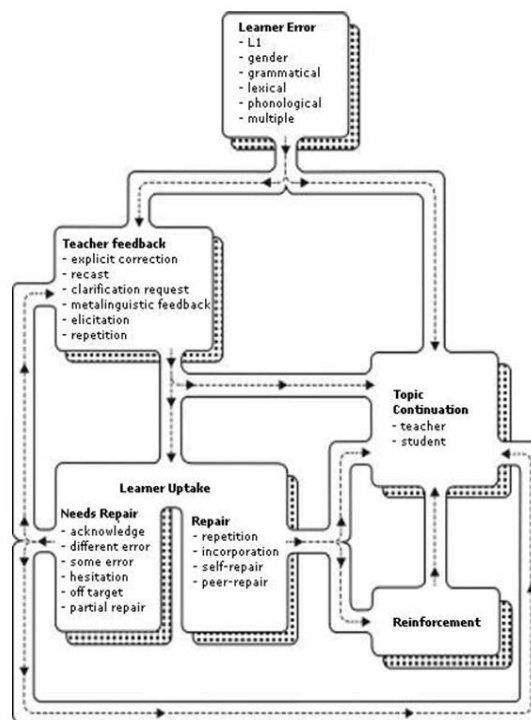 Learner Error
- L1
- gender
- grammatical
- lexical
- phonological
- multiple
Teacher feedback
- explicit correction
- recast
- clarification request
- metalinguistic feedback
- elicitation
- repetition
Topic
Continuation
- teacher
- student
Learner Uptake
Needs Repair
- acknowledge
- different error
- some error
- hesitation
- off target
- partial repair
Repair
- repetition
- incorporation
- self-repair
- peer-repair
Reinforcement